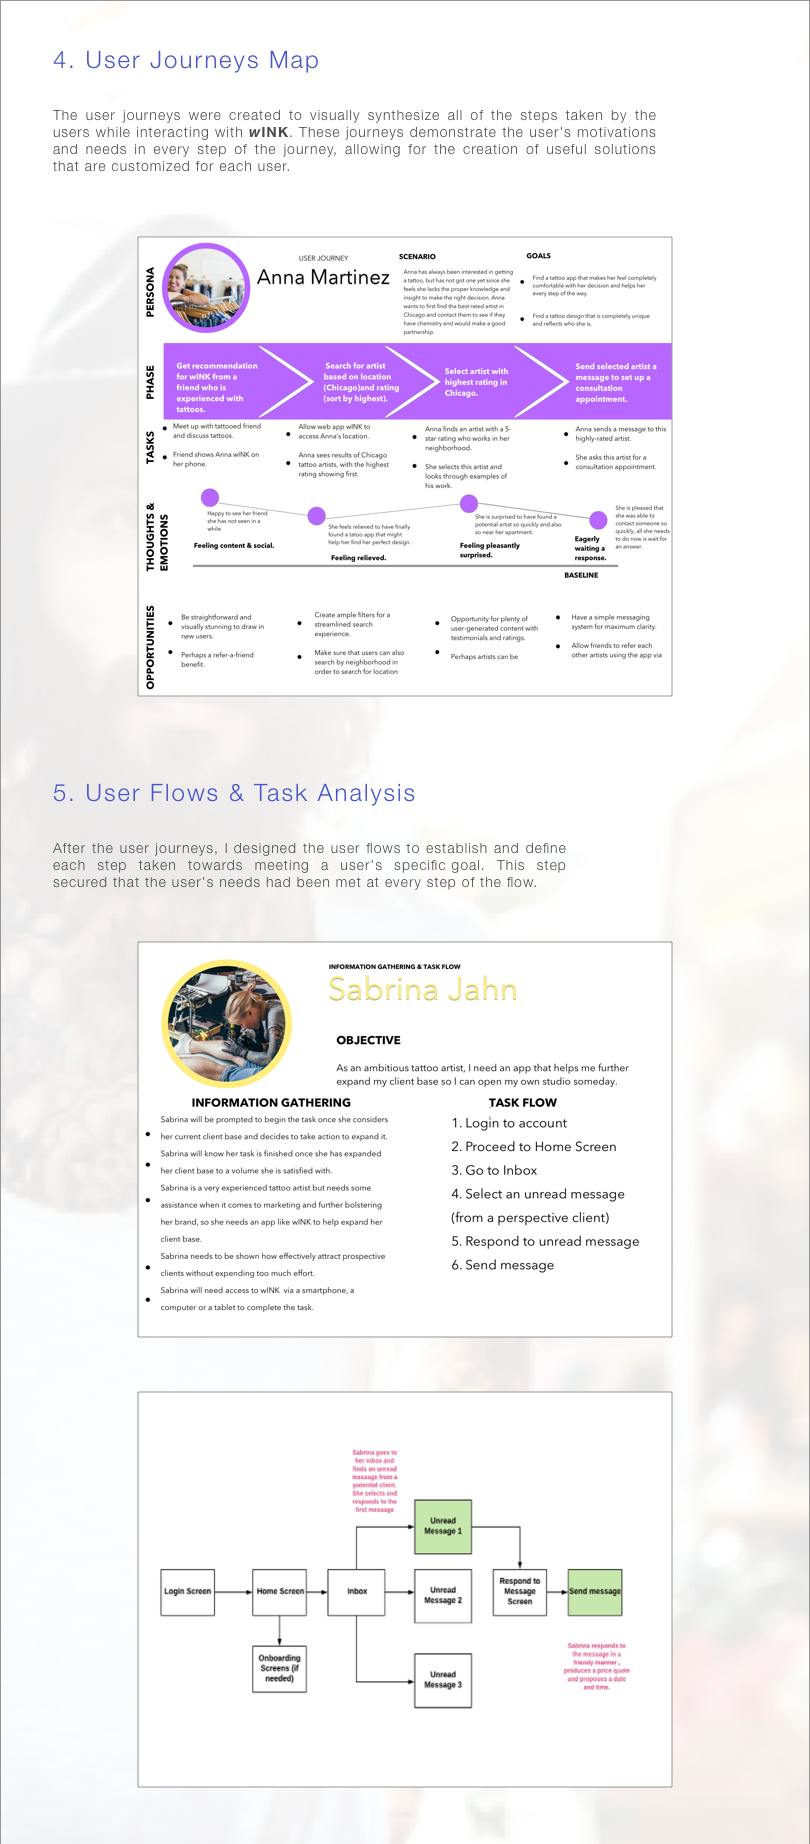 4. User Journeys Map
The user journeys were created to visually synthesize all of the steps taken by the
users while interacting with wINK. These journeys demonstrate the user's motivations
and needs in every step of the journey, allowing for the creation of useful solutions
that are customized for each user.
PERSONA
USER JOURNEY
Anna Martinez
SCENARIO
Anna has always been interested in getting
a tattoo, but has not got one yet since she
feels she lacks the proper knowledge and
insight to make the right decision. Anna
wants to first find the best-rated artist in
Chicago and contact them to see if they
have chemistry and would make a good
partnership.
GOALS
• Find a tattoo app that makes her feel completely
comfortable with her decision and helps her
every step of the way.
• Find a tattoo design that is completely unique
and reflects who she is.
PHASE
Get recommendation
for wINK from a
friend who is
experienced with
tattoos.
Search for artist
based on location
(Chicago)and rating
(sort by highest).
Select artist with
highest rating in
Chicago.
Send selected artist a
message to set up a
consultation
appointment.
TASKS
• Meet up with tattooed friend
and discuss tattoos.
• Friend shows Anna wINK on
her phone.
• Allow web app wINK to
access Anna's location.
• Anna sees results of Chicago
tattoo artists, with the highest
rating showing first.
• Anna finds an artist with a 5-
star rating who works in her
neighborhood.
• She selects this artist and
looks through examples of
his work.
• Anna sends a message to this
highly-rated artist.
• She asks this artist for a
consultation appointment.
THOUGHTS &
EMOTIONS
Happy to see her friend
she has not seen in a
while.
Feeling content & social.
She feels relieved to have finally
found a tatoo app that might
help her find her perfect design.
Feeling relieved.
She is surprised to have found a
potential artist so quickly and also
so near her apartment.
Feeling pleasantly
surprised.
Eagerly
waiting a
response.
She is pleased that
she was able to
contact someone so
quickly, all she needs
to do now is wait for
an answer.
BASELINE
OPPORTUNITIES
• Be straightforward and
visually stunning to draw in
new users.
• Perhaps a refer-a-friend
benefit.
• Create ample filters for a
streamlined search
experience.
• Make sure that users can also
search by neighborhood in
order to search for location
• Opportunity for plenty of
user-generated content with
testimonials and ratings.
• Perhaps artists can be
• Have a simple messaging
system for maximum clarity.
• Allow friends to refer each
other artists using the app via
5. User Flows & Task Analysis
After the user journeys, I designed the user flows to establish and define
each step taken towards meeting a user's specific goal. This step
secured that the user's needs had been met at every step of the flow.
INFORMATION GATHERING & TASK FLOW
Sabrina Jahn
OBJECTIVE
As an ambitious tattoo artist, I need an app that helps me further
expand my client base so I can open my own studio someday.
INFORMATION GATHERING
• Sabrina will be prompted to begin the task once she considers
her current client base and decides to take action to expand it.
• Sabrina will know her task is finished once she has expanded
her client base to a volume she is satisfied with.
• Sabrina is a very experienced tattoo artist but needs some
assistance when it comes to marketing and further bolstering
her brand, so she needs an app like wINK to help expand her
client base.
• Sabrina needs to be shown how effectively attract prospective
clients without expending too much effort.
• Sabrina will need access to wINK via a smartphone, a
computer or a tablet to complete the task.
TASK FLOW
1. Login to account
2. Proceed to Home Screen
3. Go to Inbox
4. Select an unread message
(from a perspective client)
5. Respond to unread message
6. Send message
Sabrina goes to
her inbox and
finds an unread
message from a
potential client.
She selects and
responds to the
first message
Unread
Message 1
Login Screen
Home Screen
Inbox
Unread
Message 2
Respond to
Message
Screen
Send message
Onboarding
Screens (if
needed)
Unread
Message 3
Sabrina responds to
the message in a
friendly manner ,
produces a price quote
and proposes a date
and time.